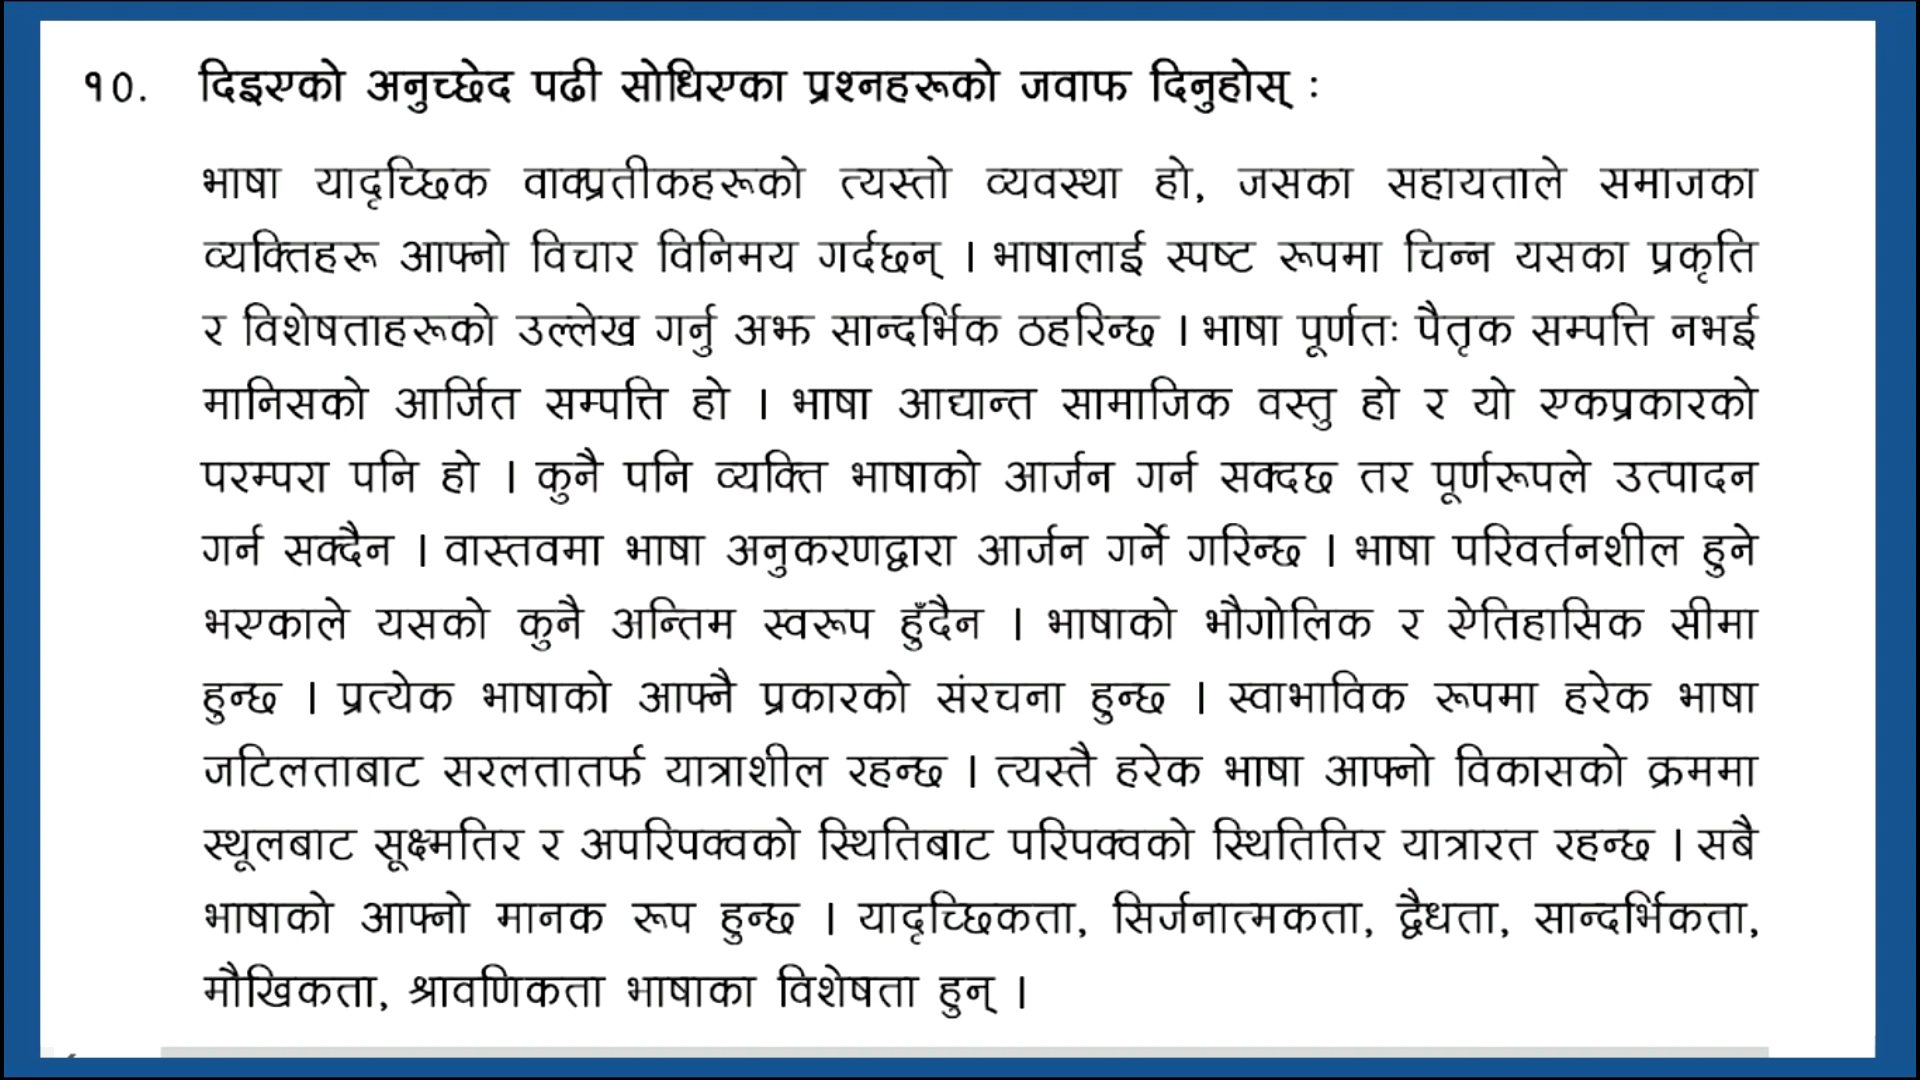 १०. दिइएको अनुच्छेद पढी सोधिएका प्रश्नहरूको जवाफ दिनुहोस् :
भाषा यादृच्छिक वाक्प्रतीकहरूको त्यस्तो व्यवस्था हो, जसका सहायताले समाजका
व्यक्तिहरू आफ्नो विचार विनिमय गर्दछन् । भाषालाई स्पष्ट रूपमा चिन्न यसका प्रकृति
र विशेषताहरूको उल्लेख गर्नु अझ सान्दर्भिक ठहरिन्छ । भाषा पूर्णतः पैतृक सम्पत्ति नभई
मानिसको आर्जित सम्पत्ति हो । भाषा आद्यान्त सामाजिक वस्तु हो र यो एकप्रकारको
परम्परा पनि हो । कुनै पनि व्यक्ति भाषाको आर्जन गर्न सक्दछ तर पूर्णरूपले उत्पादन
गर्न सक्दैन । वास्तवमा भाषा अनुकरणद्वारा आर्जन गर्ने गरिन्छ । भाषा परिवर्तनशील हुने
भएकाले यसको कुनै अन्तिम स्वरूप हुँदैन । भाषाको भौगोलिक र ऐतिहासिक सीमा
हुन्छ । प्रत्येक भाषाको आफ्नै प्रकारको संरचना हुन्छ । स्वाभाविक रूपमा हरेक भाषा
जटिलताबाट सरलतातर्फ यात्राशील रहन्छ । त्यस्तै हरेक भाषा आफ्नो विकासको क्रममा
स्थूलबाट सूक्ष्मतिर र अपरिपक्वको स्थितिबाट परिपक्वको स्थितितिर यात्रारत रहन्छ । सबै
भाषाको आफ्नो मानक रूप हुन्छ । यादृच्छिकता, सिर्जनात्मकता, द्वैधता, सान्दर्भिकता,
मौखिकता, श्रावणिकता भाषाका विशेषता हुन् ।